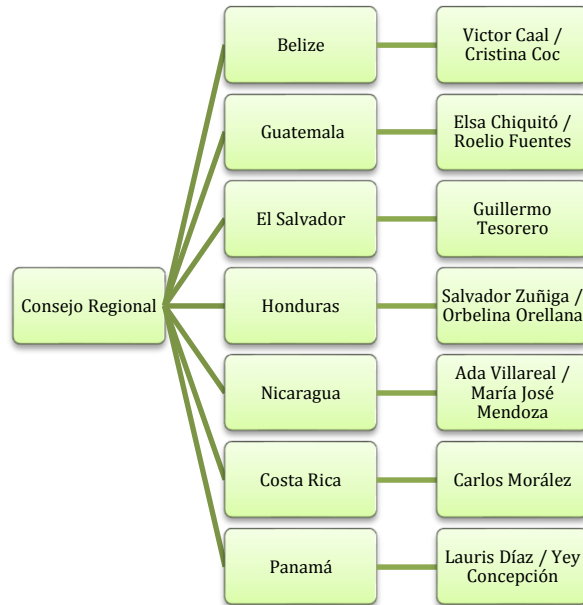 Belize
Victor Caal /
Cristina Coc
Guatemala
Elsa Chiquitó /
Roelio Fuentes
El Salvador
Guillermo
Tesorero
Consejo Regional
Honduras
Salvador Zuñiga /
Orbelina Orellana
Nicaragua
Ada Villareal /
María José
Mendoza
Costa Rica
Carlos Morález
Panamá
Lauris Díaz / Yey
Concepción